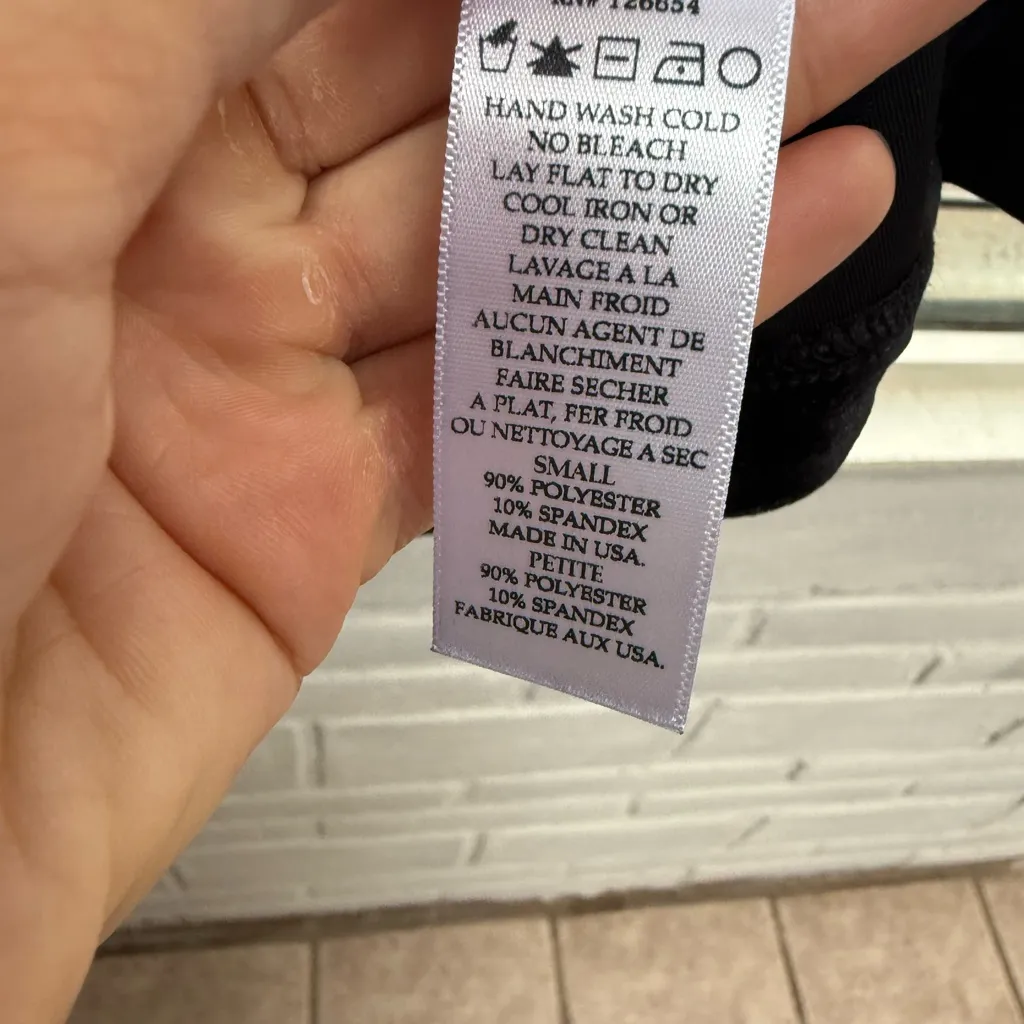 RN# 126654
HAND WASH COLD
NO BLEACH
LAY FLAT TO DRY
COOL IRON OR
DRY CLEAN
LAVAGE A LA
MAIN FROID
AUCUN AGENT DE
BLANCHIMENT
FAIRE SECHER
A PLAT, FER FROID
OU NETTOYAGE A SEC
SMALL
90% POLYESTER
10% SPANDEX
MADE IN USA.
PETITE
90% POLYESTER
10% SPANDEX
FABRIQUE AUX USA.